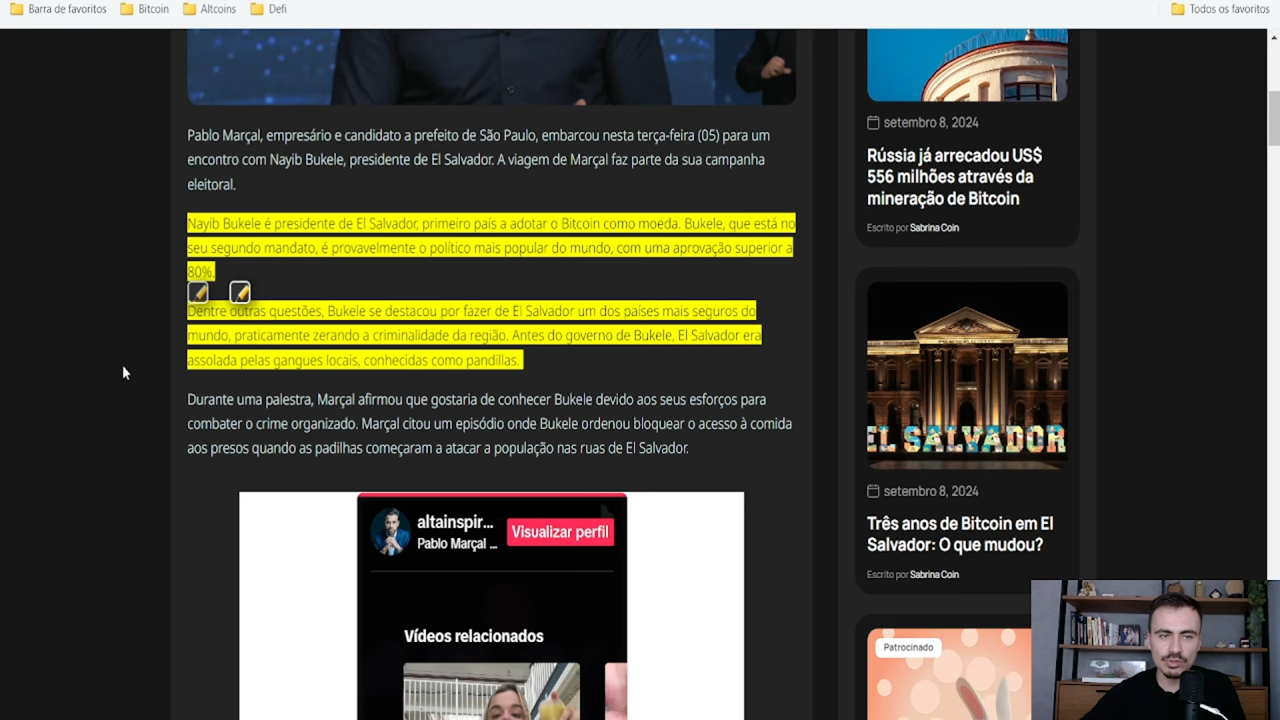 Barra de favoritos
Bitcoin
Altcoins
Defi
Todos os favoritos
Pablo Marçal, empresário e candidato a prefeito de São Paulo, embarcou nesta terça-feira (05) para um
encontro com Nayib Bukele, presidente de El Salvador. A viagem de Marçal faz parte da sua campanha
eleitoral.
Nayib Bukele é presidente de El Salvador, primeiro país a adotar o Bitcoin como moeda. Bukele, que está no
seu segundo mandato, é provavelmente o político mais popular do mundo, com uma aprovação superior a
80%.
Dentre outras questões, Bukele se destacou por fazer de El Salvador um dos países mais seguros do
mundo, praticamente zerando a criminalidade da região. Antes do governo de Bukele, El Salvador era
assolada pelas gangues locais, conhecidas como pandillas.
Durante uma palestra, Marçal afirmou que gostaria de conhecer Bukele devido aos seus esforços para
combater o crime organizado. Marçal citou um episódio onde Bukele ordenou bloquear o acesso à comida
aos presos quando as padilhas começaram a atacar a população nas ruas de El Salvador.
altainspir...
Pablo Marçal ...
Visualizar perfil
Vídeos relacionados
setembro 8, 2024
Rússia já arrecadou US$
556 milhões através da
mineração de Bitcoin
Escrito por Sabrina Coin
EL SALVADOR
setembro 8, 2024
Três anos de Bitcoin em El
Salvador: O que mudou?
Escrito por Sabrina Coin
Patrocinado